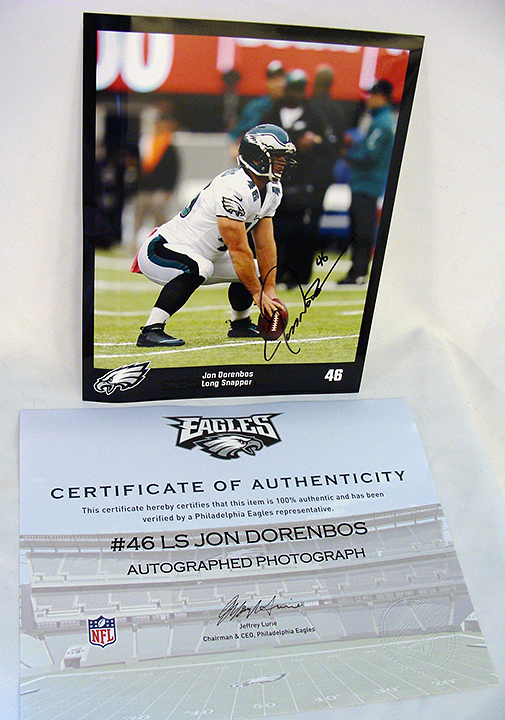 00
46
Jon Dorenbos
Long Snapper
46
EAGLES
CERTIFICATE OF AUTHENTICITY
This certificate hereby certifies that this item is 100% authentic and has been
verified by a Philadelphia Eagles representative.
#46 LS JON DORENBOS
AUTOGRAPHED PHOTOGRAPH
NFL
Jeffrey Lurie
Chairman & CEO, Philadelphia Eagles